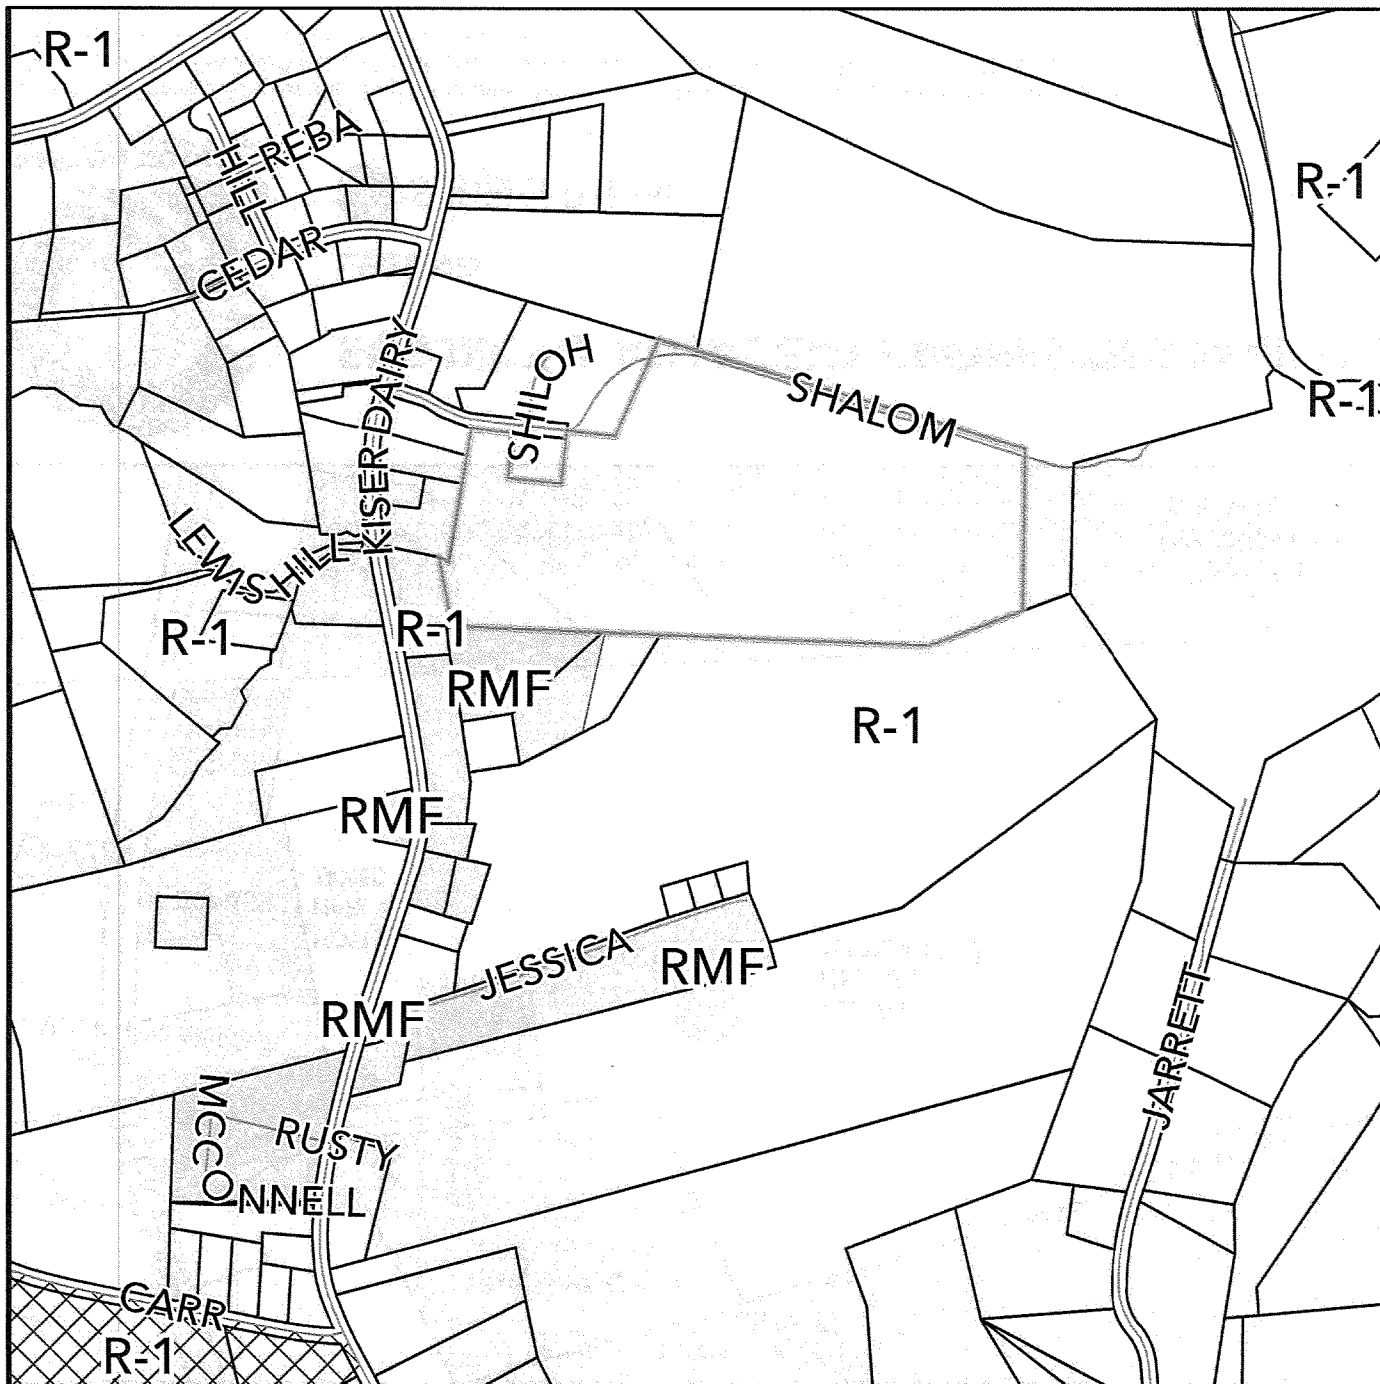 R-1
REBA
HILL
R-1
CEDAR
SHILOH
KISER DAIRY
SHALOM
R-1
LEWIS HILL
R-1
R-1
RMF
R-1
RMF
JESSICA
RMF
RMF
JARRETT
MCCONNELL
RUSTY
CARR
R-1